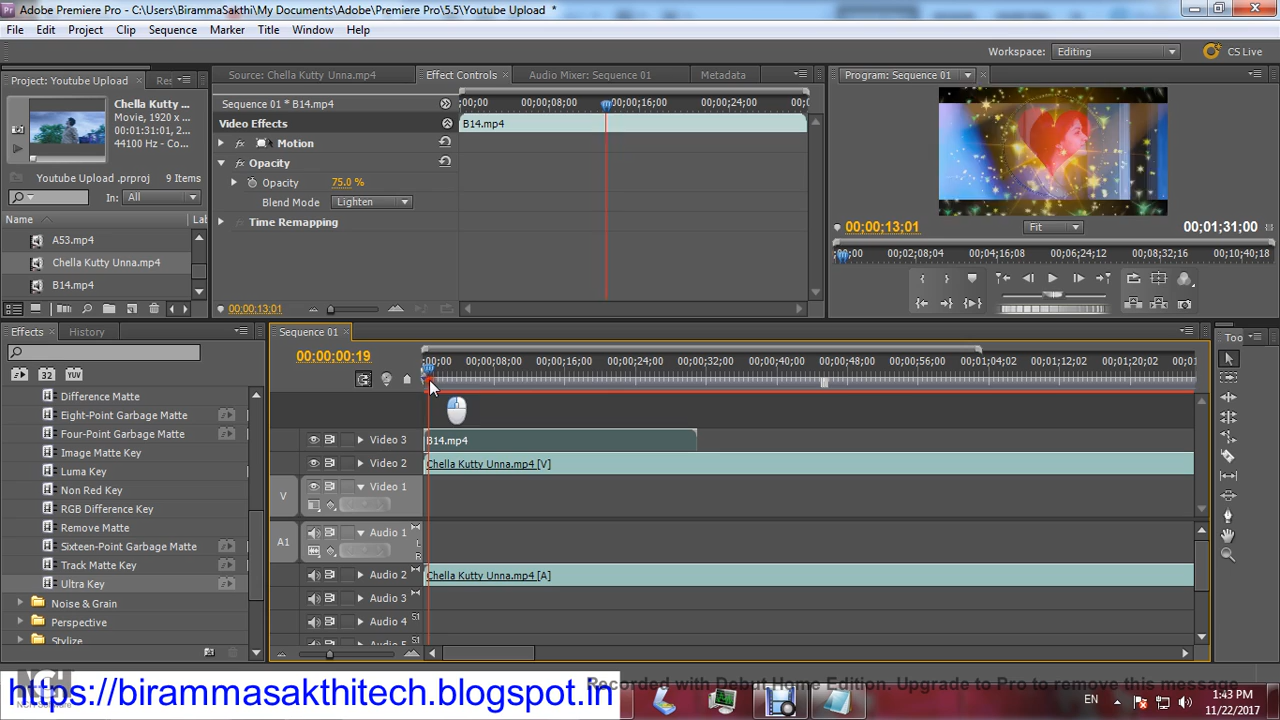 Adobe Premiere Pro - C:\Users\BirammaSakthi\My Documents\Adobe\Premiere Pro\5.5\Youtube Upload *
File Edit Project Clip Sequence Marker Title Window Help
Workspace: Editing CS Live
Project: Youtube Upload Res
Chella Kutty ...
Movie, 1920 x ...
00:01:31:01, 2...
44100 Hz - Co...
Youtube Upload .prproj 9 Items
In: All
Name Lab
A53.mp4
Chella Kutty Unna.mp4
B14.mp4
Source: Chella Kutty Unna.mp4 Effect Controls Audio Mixer: Sequence 01 Metadata
Sequence 01 * B14.mp4
;00;00 00;00;08;00 00;00;16;00 00;00;24;00 00;0
Video Effects
B14.mp4
Motion
Opacity
Opacity 75.0 %
Blend Mode Lighten
Time Remapping
00;00;13;01
Program: Sequence 01
00;00;13;01 Fit 00;01;31;00
;00;00 00;02;08;04 00;04;16;08 00;06;24;12 00;08;32;16 00;10;40;18
Effects History
32 YUV
Difference Matte
Eight-Point Garbage Matte
Four-Point Garbage Matte
Image Matte Key
Luma Key
Non Red Key
RGB Difference Key
Remove Matte
Sixteen-Point Garbage Matte
Track Matte Key
Ultra Key
Noise & Grain
Perspective
Stylize
Sequence 01
00;00;00;19
;00;00 00;00;08;00 00;00;16;00 00;00;24;00 00;00;32;00 00;00;40;00 00;00;48;00 00;00;56;00 00;01;04;02 00;01;12;02 00;01;20;02 00;01
Video 3 B14.mp4
Video 2 Chella Kutty Unna.mp4 [V]
V Video 1
A1 Audio 1 L R
Audio 2 Chella Kutty Unna.mp4 [A]
Audio 3
Audio 4 S1
Audio 5 S1
Too
https://birammasakthitech.blogspot.in
Recorded with Debut Home Edition. Upgrade to Pro to remove this message
EN 1:43 PM
11/22/2017